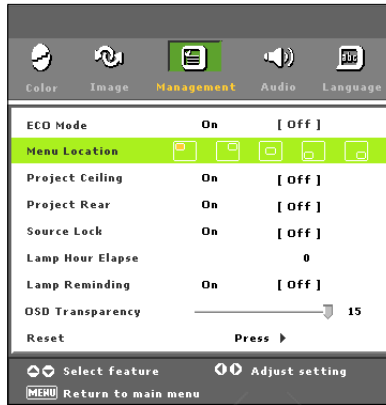 Color Image Management Audio Language
ECO Mode On [ Off ]
Menu Location
Project Ceiling On [ Off ]
Project Rear On [ Off ]
Source Lock On [ Off ]
Lamp Hour Elapse 0
Lamp Reminding On [ Off ]
OSD Transparency 15
Reset Press
Select feature Adjust setting
MENU Return to main menu